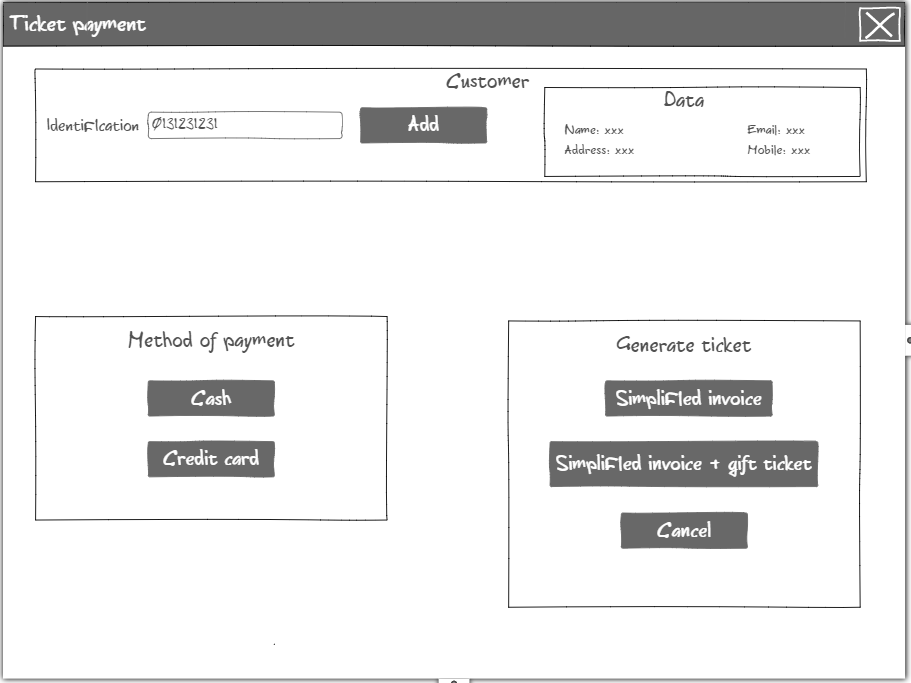 Ticket payment
Customer
Identification 0131231231 Add
Data
Name: xxx Email: xxx
Address: xxx Mobile: xxx
Method of payment
Cash
Credit card
Generate ticket
Simplified invoice
Simplified invoice + gift ticket
Cancel